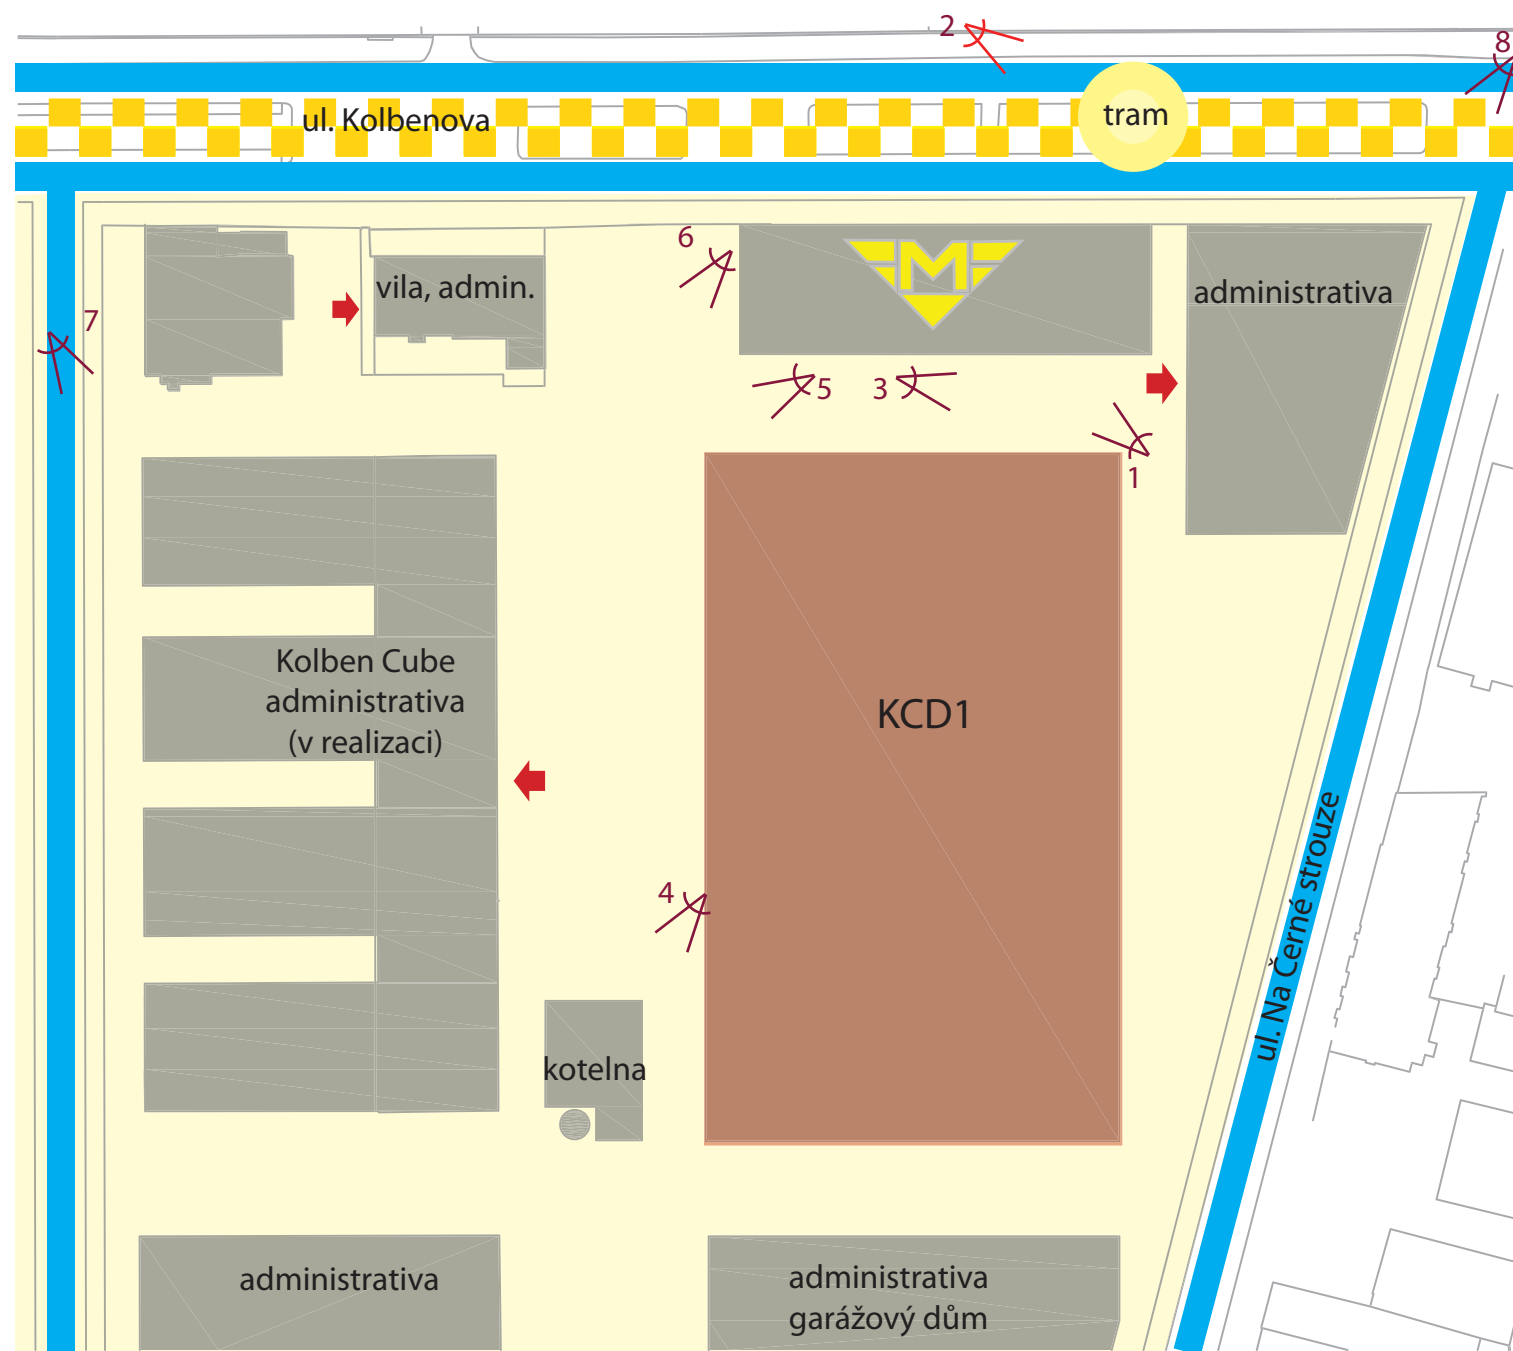 2
8
ul. Kolbenova
tram
6
M
vila, admin.
administrativa
7
5
3
1
Kolben Cube
administrativa
(v realizaci)
KCD1
ul. Na Černé strouze
4
kotelna
administrativa
administrativa
garážový dům